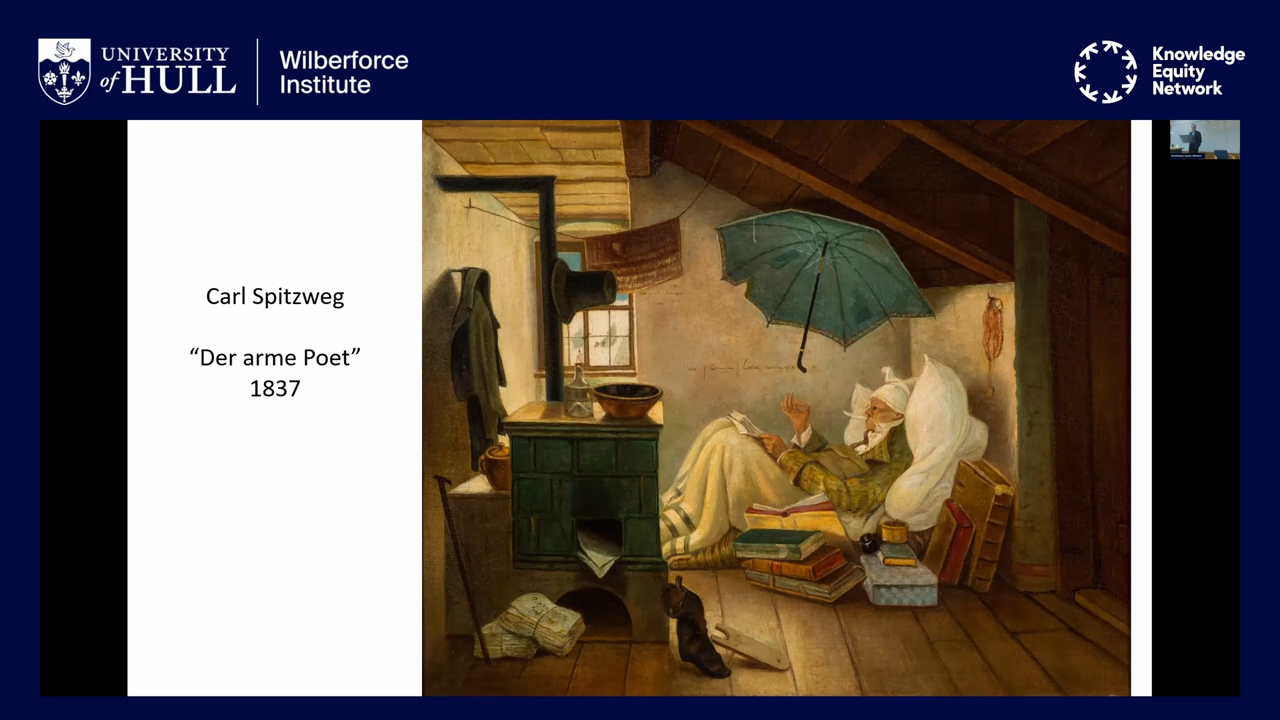 UNIVERSITY
of HULL
Wilberforce
Institute
Knowledge
Equity
Network
Carl Spitzweg
“Der arme Poet”
1837